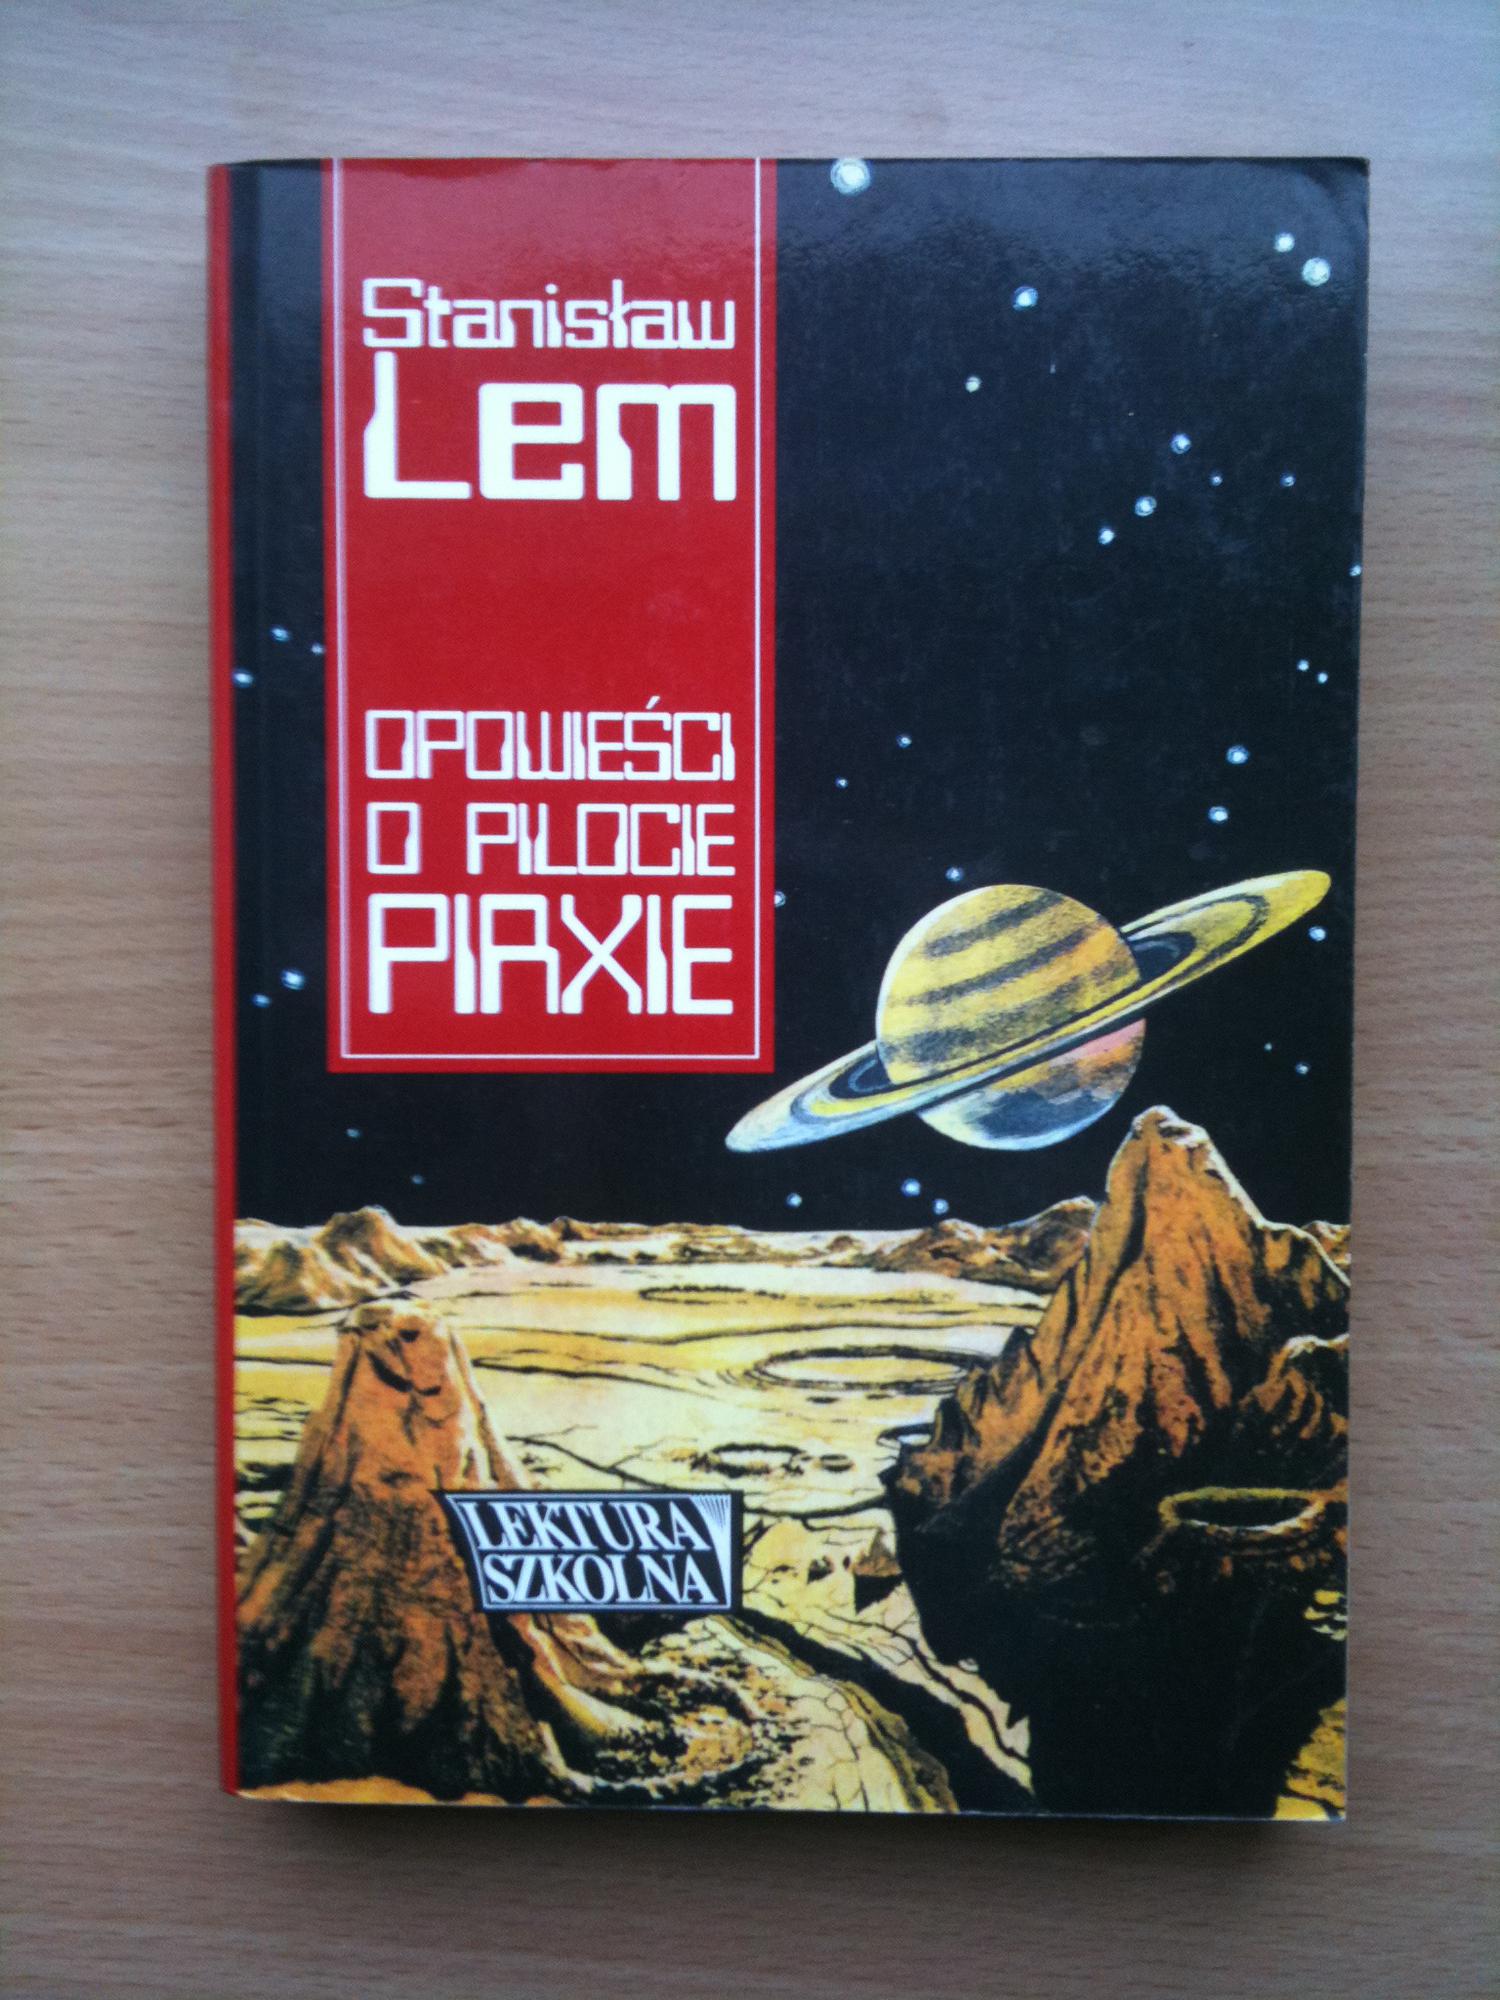 Stanisław
Lem
OPOWIEŚCI
O PILOCIE
PIRXIE
LEKTURA
SZKOLNA